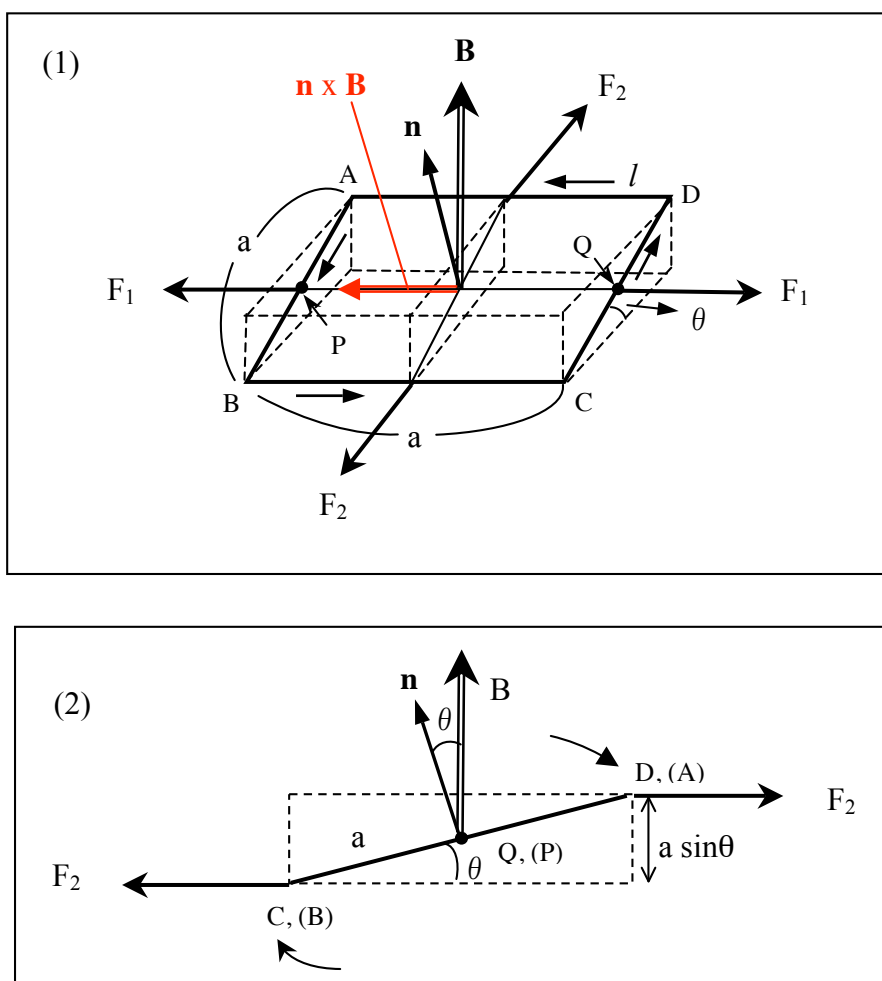 (1)
B
F₂
n x B
n
A
l
D
a
Q
F₁
F₁
θ
P
B
C
a
F₂
(2)
n
B
θ
D, (A)
F₂
a
Q, (P)
a sinθ
θ
F₂
C, (B)